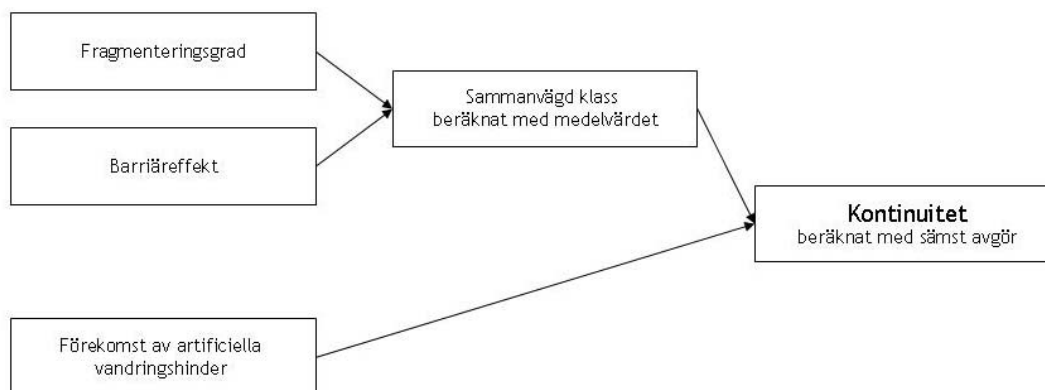 Fragmenteringsgrad
Barriäreffekt
Sammanvägd klass
beräknat med medelvärdet
Kontinuitet
beräknat med sämst avgör
Förekomst av artificiella
vandringshinder